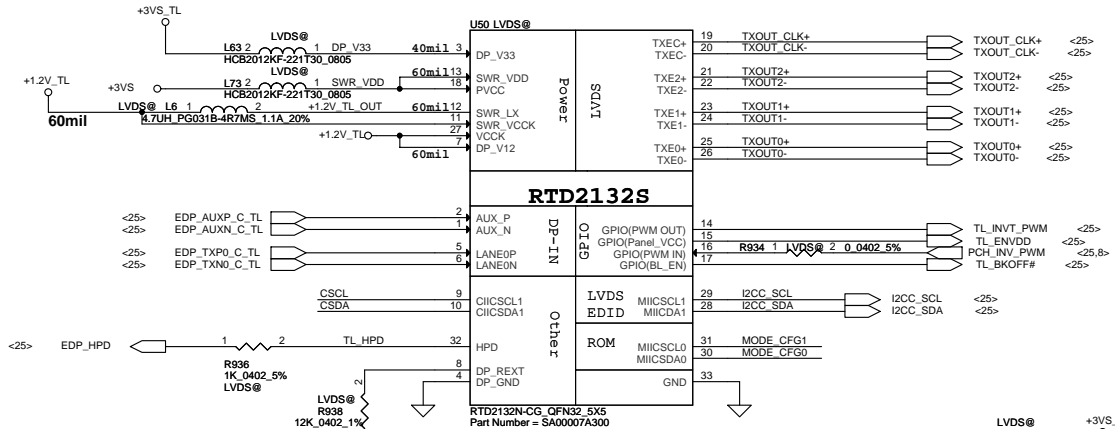 +3VS_TL
U50 LVDS@
LVDS@
L63 2 1 DP_V33 40mil 3 DP_V33
HCB2012KF-221T30_0805
LVDS@
+1.2V_TL +3VS L73 2 1 SWR_VDD 60mil 13 SWR_VDD
18 PVCC
HCB2012KF-221T30_0805
LVDS@ L6 1 2 +1.2V_TL_OUT 60mil 12 SWR_LX
60mil 11 SWR_VCCK
4.7UH_PG031B-4R7MS_1.1A_20%
+1.2V_TL 27 VCCK
7 DP_V12
60mil
Power
LVDS
TXEC+ 19 TXOUT_CLK+ TXOUT_CLK+ <25>
TXEC- 20 TXOUT_CLK- TXOUT_CLK- <25>
TXE2+ 21 TXOUT2+ TXOUT2+ <25>
TXE2- 22 TXOUT2- TXOUT2- <25>
TXE1+ 23 TXOUT1+ TXOUT1+ <25>
TXE1- 24 TXOUT1- TXOUT1- <25>
TXE0+ 25 TXOUT0+ TXOUT0+ <25>
TXE0- 26 TXOUT0- TXOUT0- <25>
RTD2132S
<25> EDP_AUXP_C_TL 2 AUX_P
<25> EDP_AUXN_C_TL 1 AUX_N
<25> EDP_TXP0_C_TL 5 LANE0P
<25> EDP_TXN0_C_TL 6 LANE0N
DP-IN
GPIO
GPIO(PWM OUT) 14 TL_INVT_PWM <25>
GPIO(Panel_VCC) 15 TL_ENVDD <25>
GPIO(PWM IN) 16 R934 1 LVDS@ 2 0_0402_5% PCH_INV_PWM <25,8>
GPIO(BL_EN) 17 TL_BKOFF# <25>
CSCL 9 CIICSCL1
CSDA 10 CIICSDA1
Other
LVDS
EDID
MIICSCL1 29 I2CC_SCL I2CC_SCL <25>
MIICDA1 28 I2CC_SDA I2CC_SDA <25>
ROM
MIICSCL0 31 MODE_CFG1
MIICSDA0 30 MODE_CFG0
<25> EDP_HPD 1 2 TL_HPD 32 HPD
R936
1K_0402_5%
LVDS@
8 DP_REXT
4 DP_GND
GND 33
2
LVDS@
R938
12K_0402_1%
RTD2132N-CG_QFN32_5X5
Part Number = SA00007A300
LVDS@ +3VS_